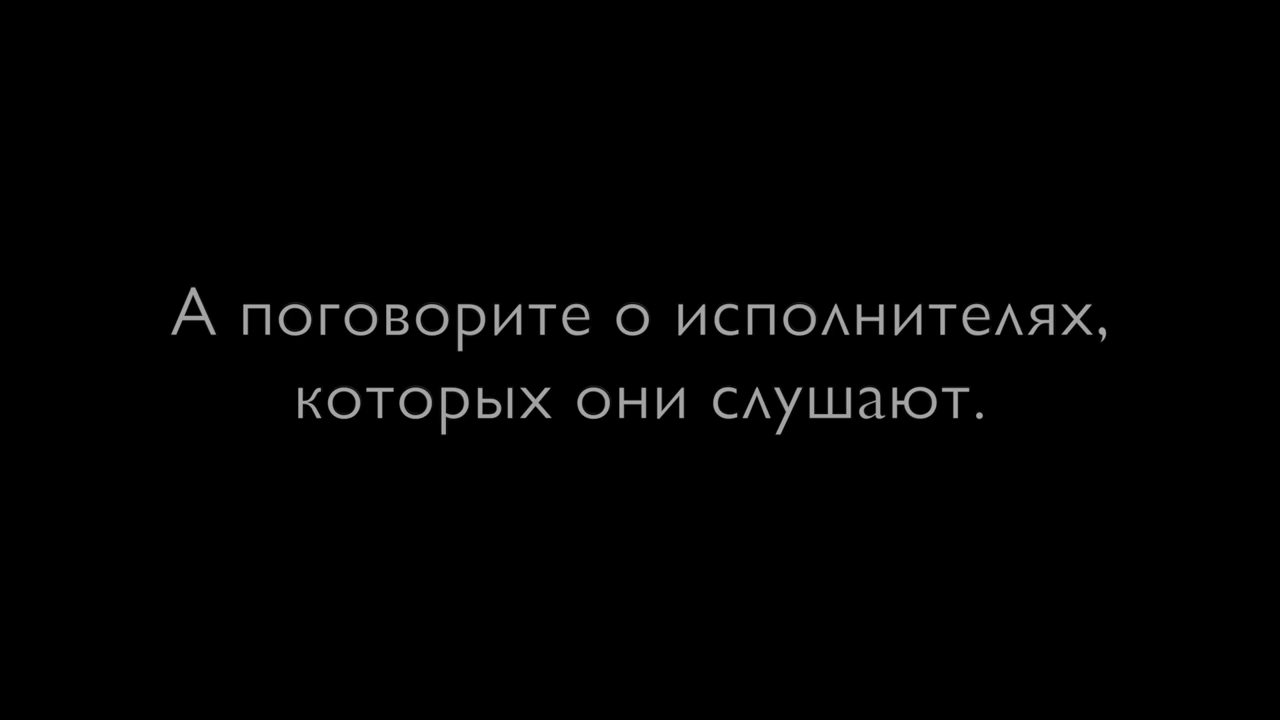 А поговорите о исполнителях,
которых они слушают.